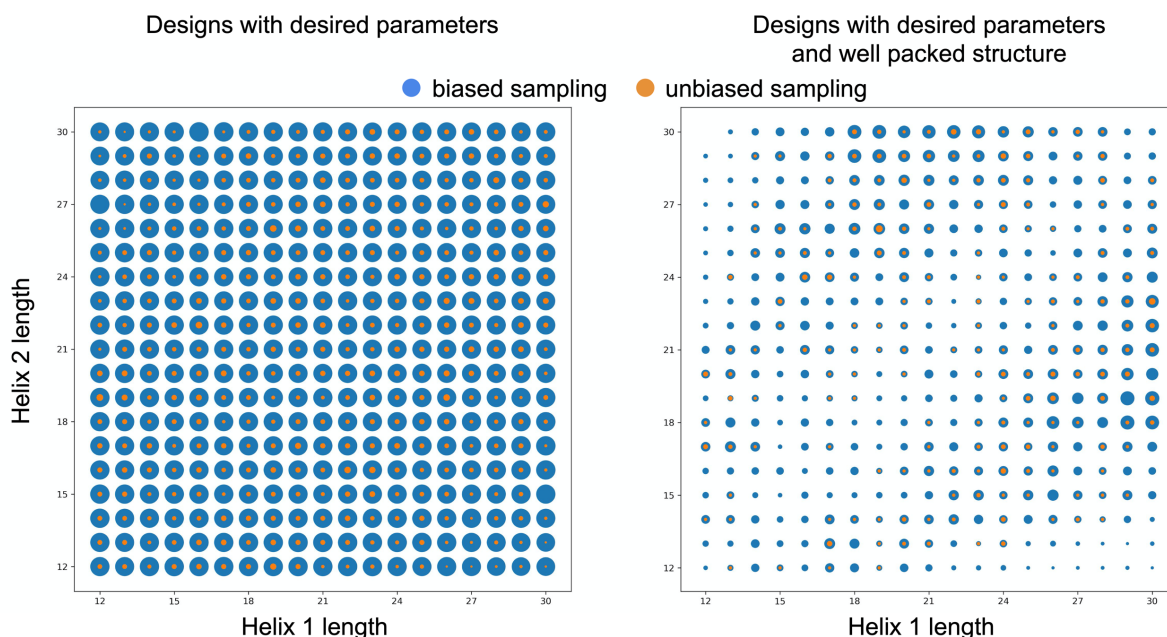 Designs with desired parameters
Designs with desired parameters
and well packed structure
biased sampling
unbiased sampling
Helix 2 length
30
27
24
21
18
15
12
12 15 18 21 24 27 30
Helix 1 length
30
27
24
21
18
15
12
12 15 18 21 24 27 30
Helix 1 length